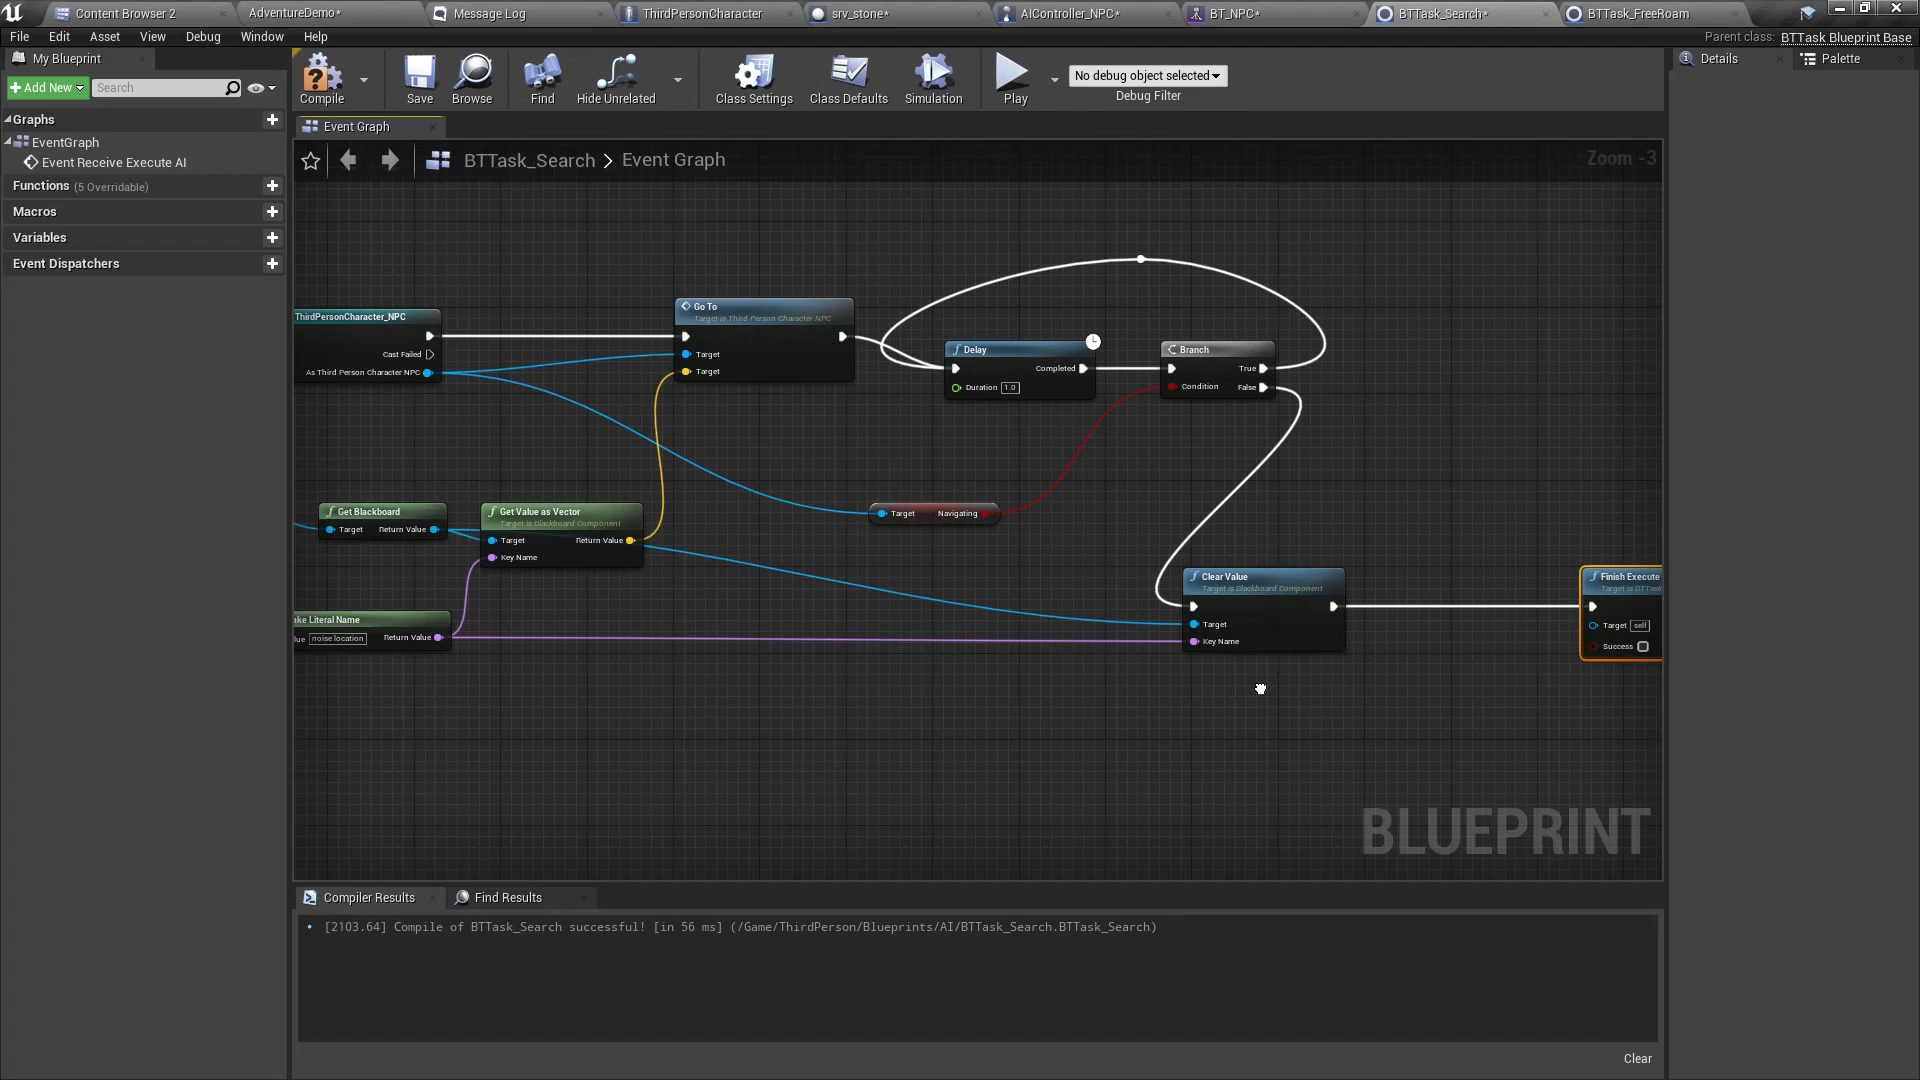 Content Browser 2
AdventureDemo*
Message Log
ThirdPersonCharacter
srv_stone*
AIController_NPC*
BT_NPC*
BTTask_Search*
BTTask_FreeRoam
File Edit Asset View Debug Window Help
Parent class: BTTask Blueprint Base
My Blueprint
Add New
Search
Graphs
EventGraph
Event Receive Execute AI
Functions (5 Overridable)
Macros
Variables
Event Dispatchers
Compile
Save
Browse
Find
Hide Unrelated
Class Settings
Class Defaults
Simulation
Play
No debug object selected
Debug Filter
Details
Palette
Event Graph
BTTask_Search > Event Graph
Zoom -3
ThirdPersonCharacter_NPC
Cast Failed
As Third Person Character NPC
Go To
Target is Third Person Character NPC
Target
Target
Delay
Completed
Duration 1.0
Branch
True
Condition False
Get Blackboard
Target Return Value
Get Value as Vector
Target is Blackboard Component
Target Return Value
Key Name
Target Navigating
ake Literal Name
lue noise location Return Value
Clear Value
Target is Blackboard Component
Target
Key Name
Finish Execute
Target is BTTask
Target self
Success
BLUEPRINT
Compiler Results
Find Results
[2103.64] Compile of BTTask_Search successful! [in 56 ms] (/Game/ThirdPerson/Blueprints/AI/BTTask_Search.BTTask_Search)
Clear